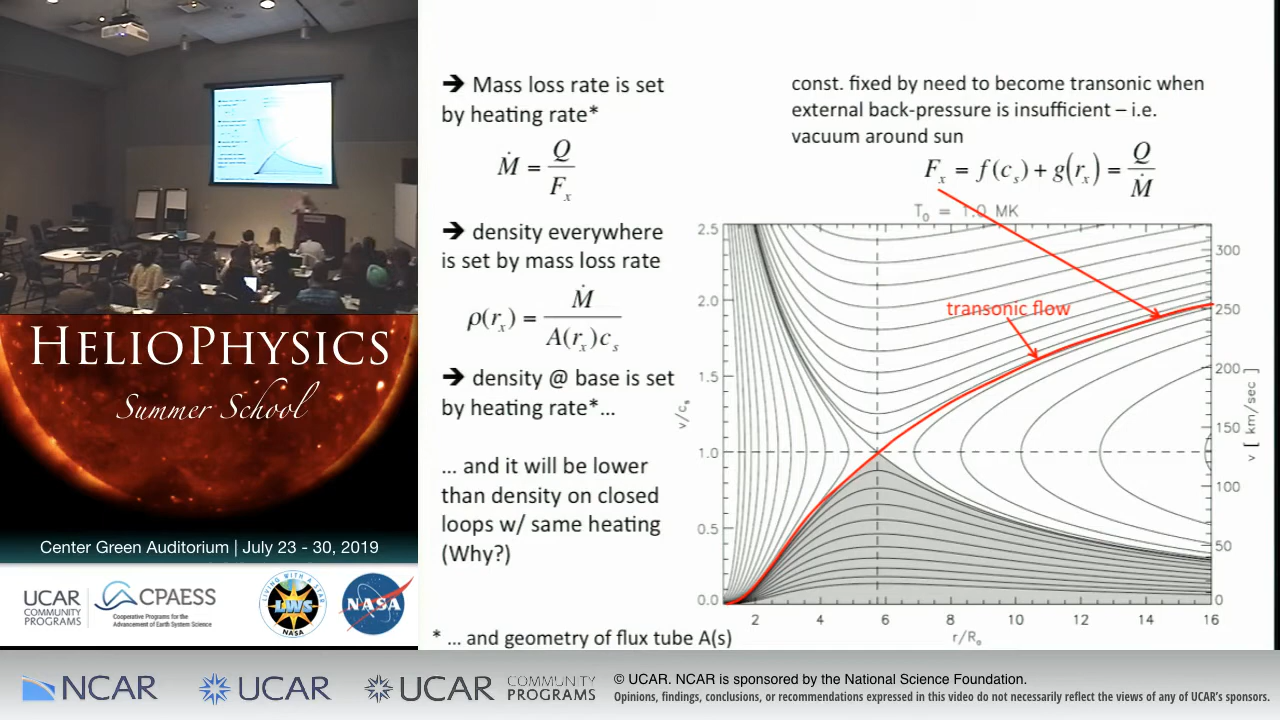 ➔ Mass loss rate is set
by heating rate*
Ṁ = Q / Fₓ
➔ density everywhere
is set by mass loss rate
ρ(rₓ) = Ṁ / A(rₓ)cₛ
➔ density @ base is set
by heating rate*…
… and it will be lower
than density on closed
loops w/ same heating
(Why?)
* … and geometry of flux tube A(s)
const. fixed by need to become transonic when
external back-pressure is insufficient – i.e.
vacuum around sun
Fₓ = f(cₛ) + g(rₓ) = Q / Ṁ
T₀ = 1.0 MK
transonic flow
2.5
2.0
1.5
1.0
0.5
0.0
v/cₛ
300
250
200
150
100
50
0
v [ km/sec ]
2 4 6 8 10 12 14 16
r/R₀
HELIOPHYSICS
Summer School
Center Green Auditorium | July 23 - 30, 2019
UCAR
COMMUNITY
PROGRAMS
CPAESS
Cooperative Programs for the
Advancement of Earth System Science
LIVING WITH A STAR
LWS
NASA
NASA
NCAR
UCAR
UCAR
COMMUNITY
PROGRAMS
© UCAR. NCAR is sponsored by the National Science Foundation.
Opinions, findings, conclusions, or recommendations expressed in this video do not necessarily reflect the views of any of UCAR's sponsors.